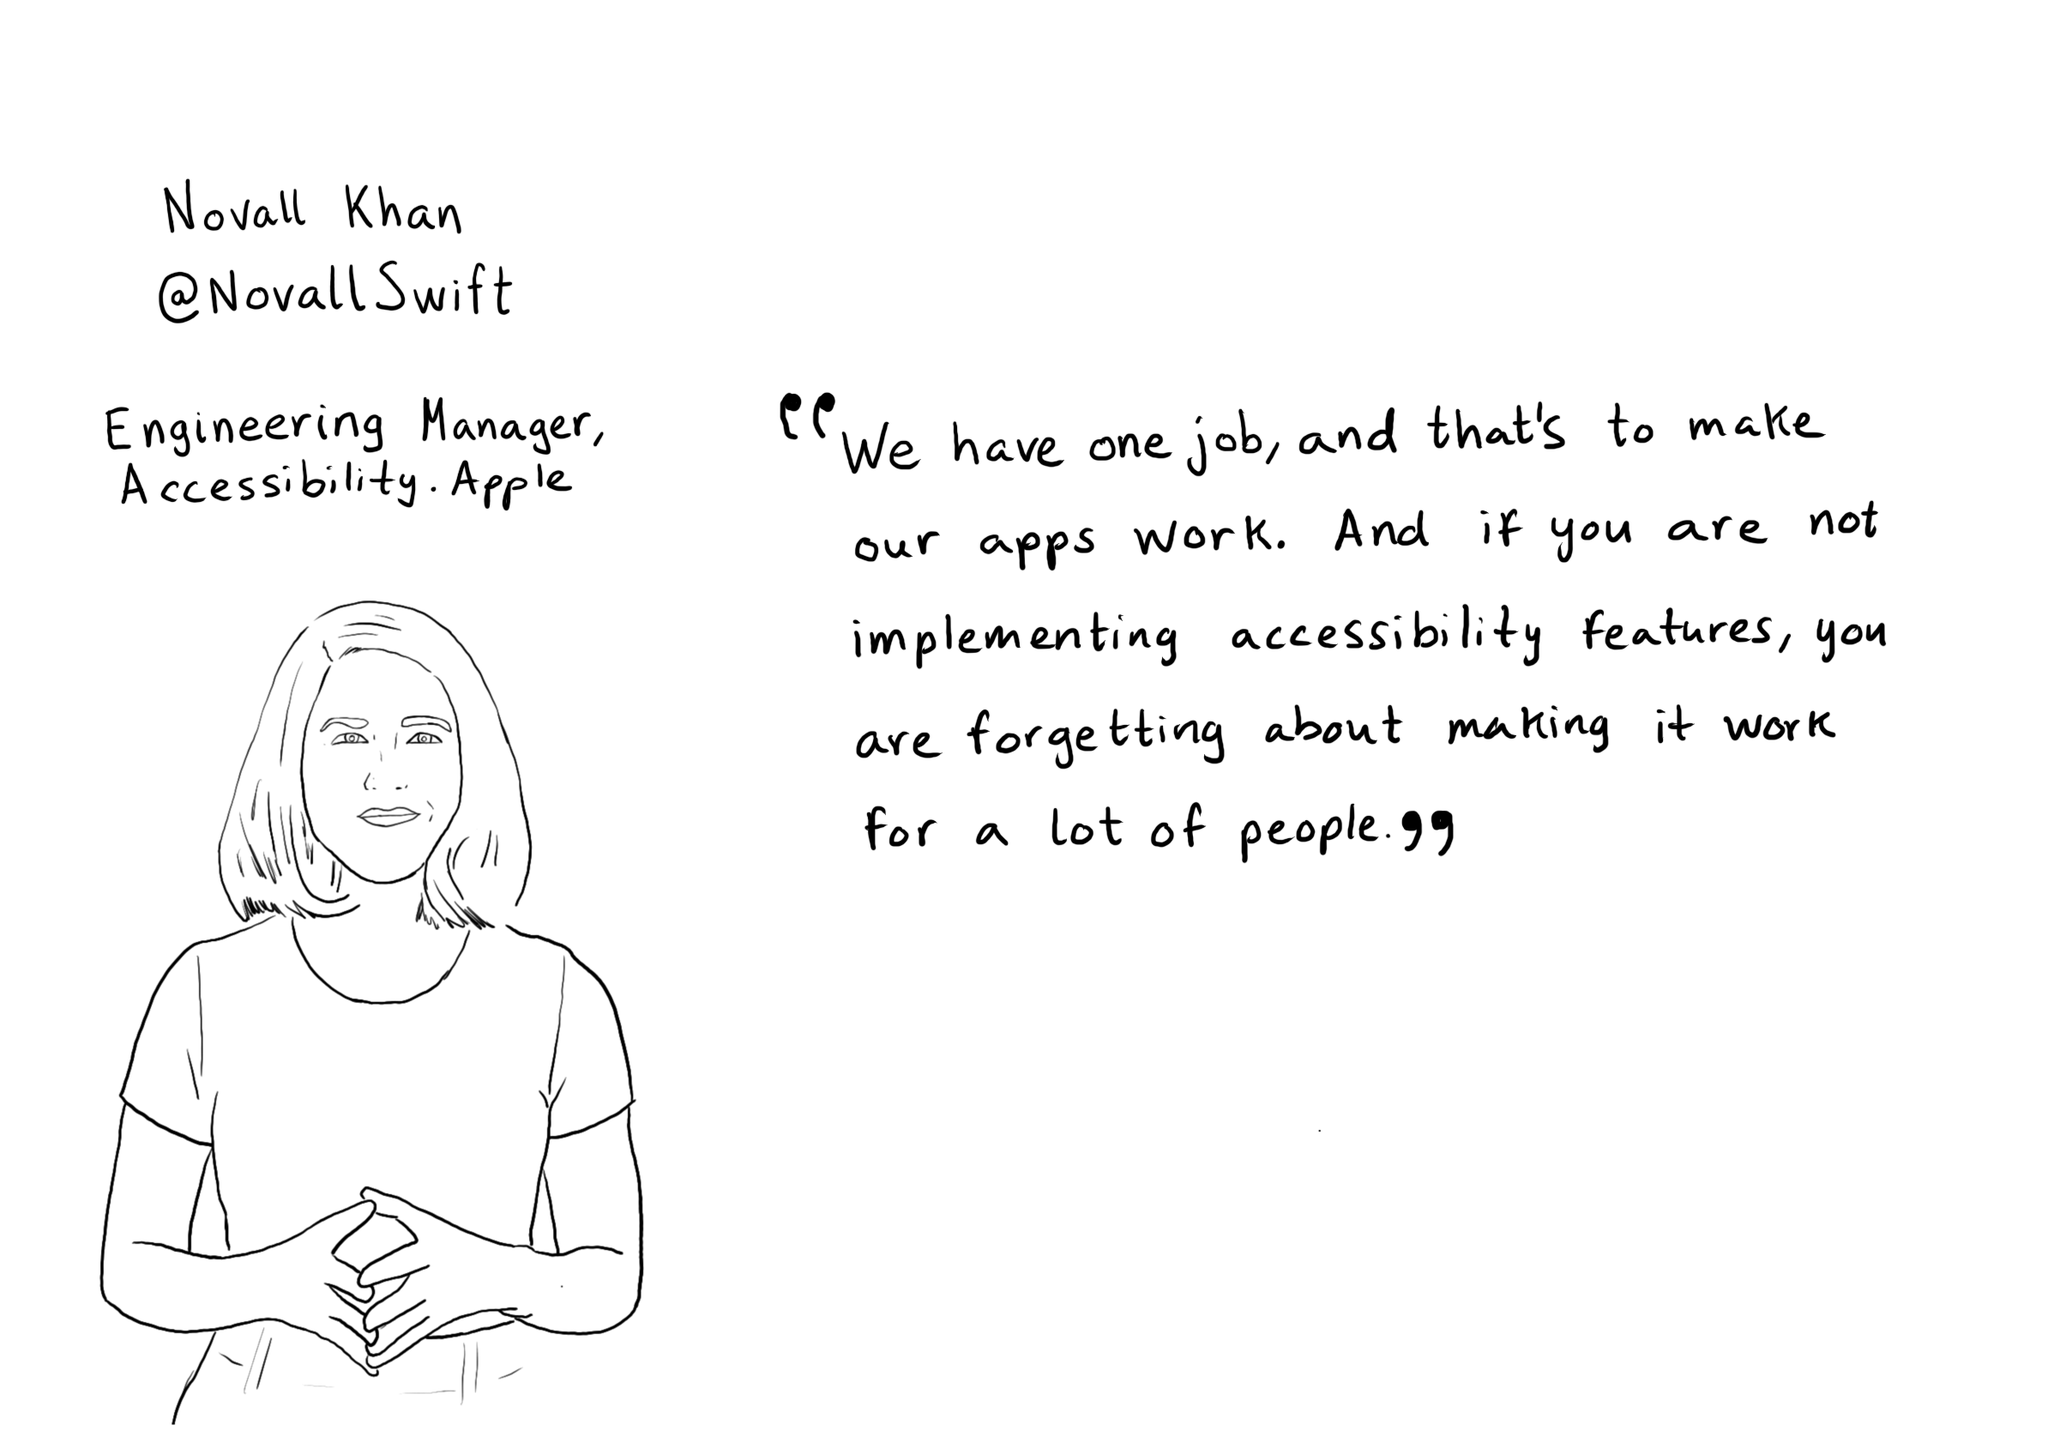 Novall Khan
@NovallSwift
Engineering Manager,
Accessibility. Apple
“We have one job, and that's to make
our apps work. And if you are not
implementing accessibility features, you
are forgetting about making it work
for a lot of people.”